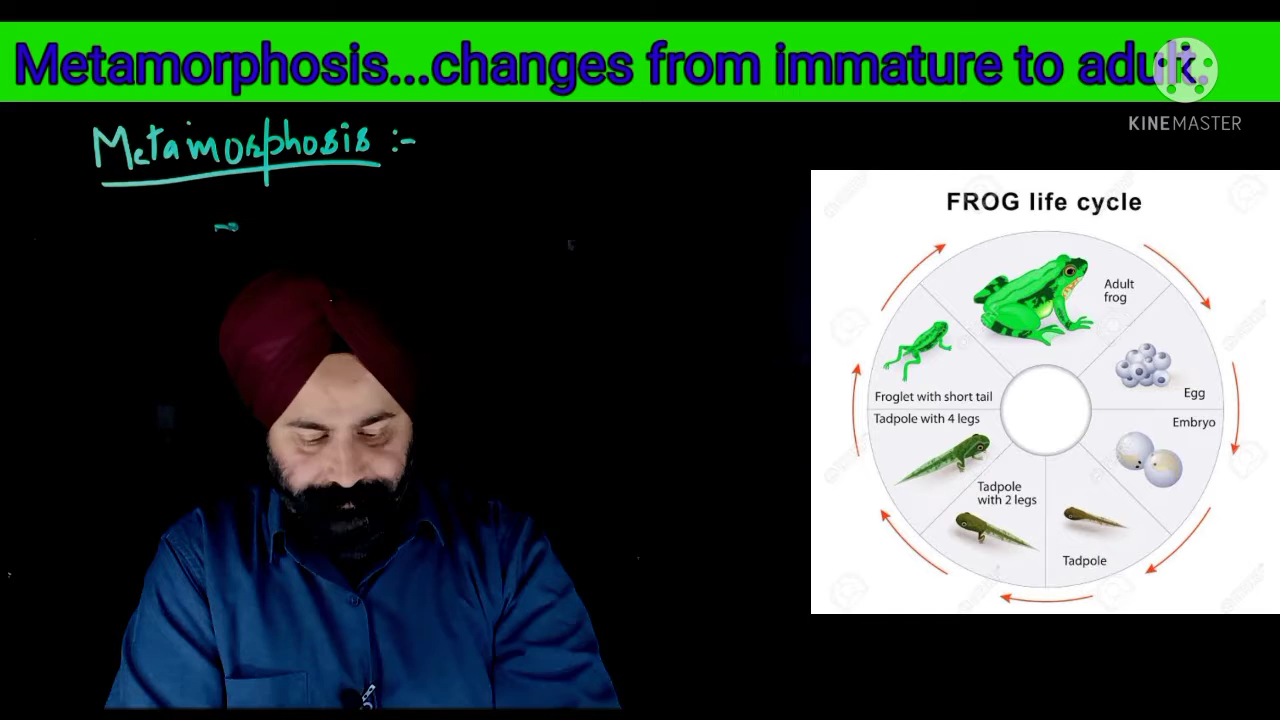 Metamorphosis...changes from immature to adult.
KINEMASTER
Metamorphosis :-
FROG life cycle
Adult
frog
Egg
Embryo
Tadpole
Tadpole
with 2 legs
Tadpole with 4 legs
Froglet with short tail